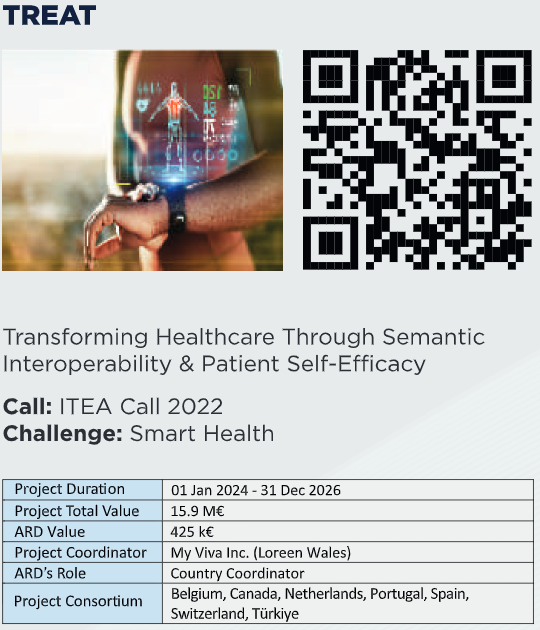 TREAT
Transforming Healthcare Through Semantic
Interoperability & Patient Self-Efficacy
Call: ITEA Call 2022
Challenge: Smart Health
Project Duration 01 Jan 2024 - 31 Dec 2026
Project Total Value 15.9 M€
ARD Value 425 k€
Project Coordinator My Viva Inc. (Loreen Wales)
ARD's Role Country Coordinator
Project Consortium Belgium, Canada, Netherlands, Portugal, Spain,
Switzerland, Türkiye